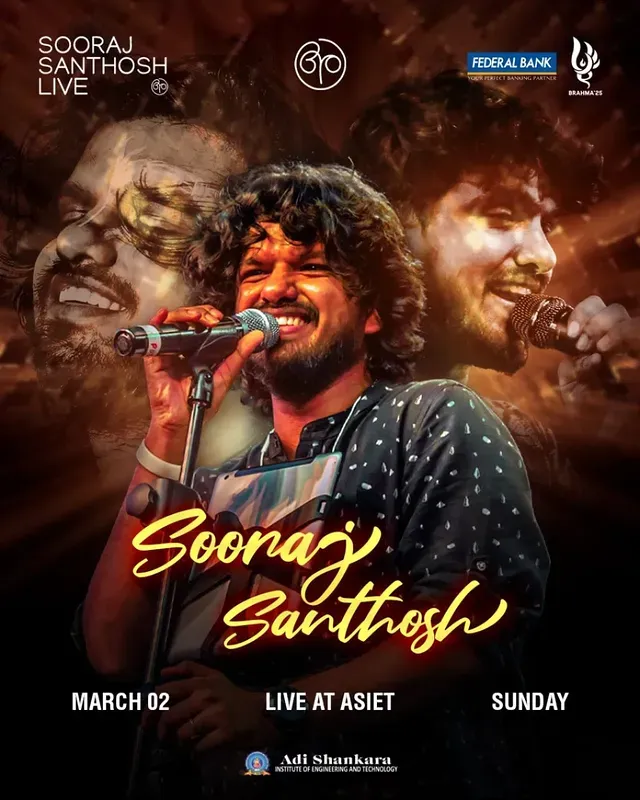 SOORAJ
SANTHOSH
LIVE
FEDERAL BANK
YOUR PERFECT BANKING PARTNER
BRAHMA'25
Sooraj
Santhosh
MARCH 02
LIVE AT ASIET
SUNDAY
Adi Shankara
INSTITUTE OF ENGINEERING AND TECHNOLOGY